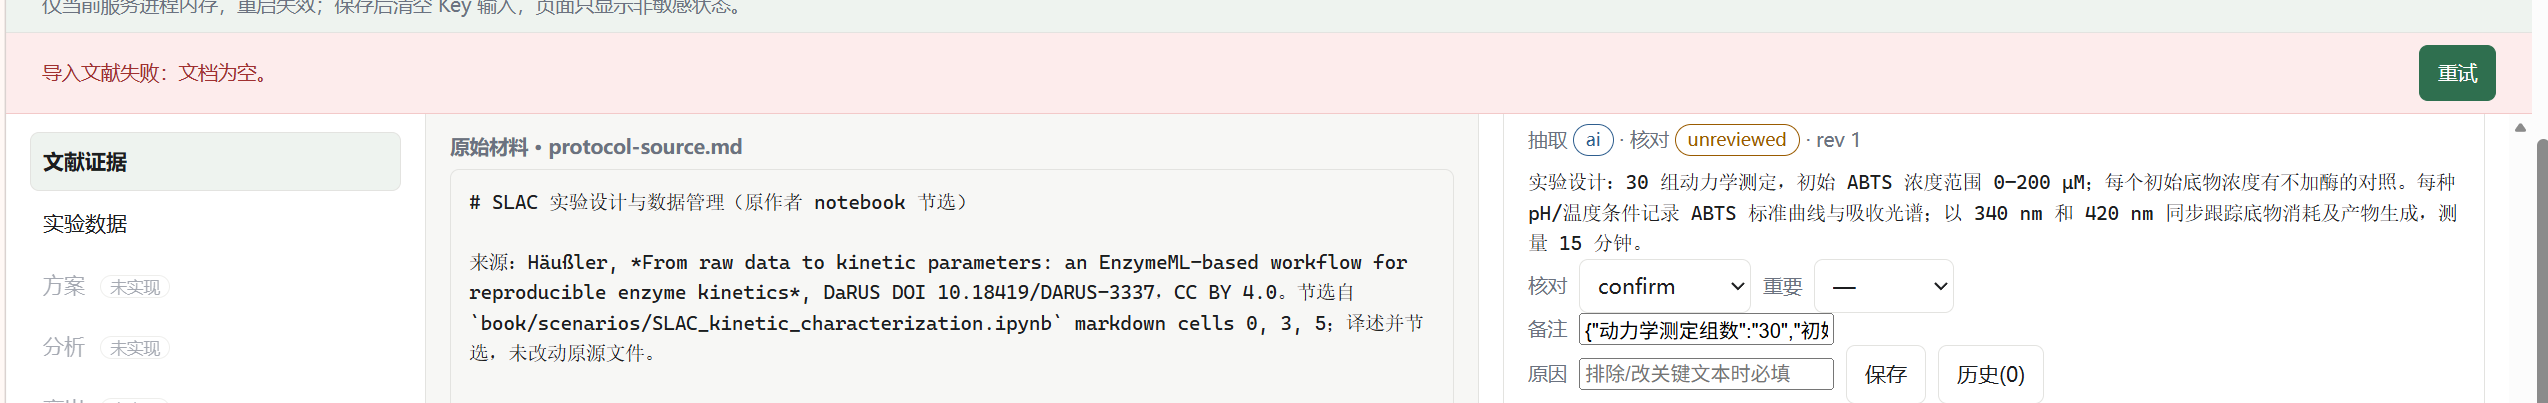 仅当前服务进程内存，重启失效；保存后清空 Key 输入，页面只显示非敏感状态。
导入文献失败：文档为空。
重试
文献证据
实验数据
方案 未实现
分析 未实现
原始材料 • protocol-source.md
# SLAC 实验设计与数据管理（原作者 notebook 节选）
来源：Häußler, *From raw data to kinetic parameters: an EnzymeML-based workflow for
reproducible enzyme kinetics*, DaRUS DOI 10.18419/DARUS-3337，CC BY 4.0。节选自
`book/scenarios/SLAC_kinetic_characterization.ipynb` markdown cells 0, 3, 5；译述并节
选，未改动原源文件。
抽取 ai · 核对 unreviewed · rev 1
实验设计：30 组动力学测定，初始 ABTS 浓度范围 0–200 µM；每个初始底物浓度有不加酶的对照。每种
pH/温度条件记录 ABTS 标准曲线与吸收光谱；以 340 nm 和 420 nm 同步跟踪底物消耗及产物生成，测
量 15 分钟。
核对 confirm 重要 —
备注 {"动力学测定组数":"30","初
原因 排除/改关键文本时必填 保存 历史(0)